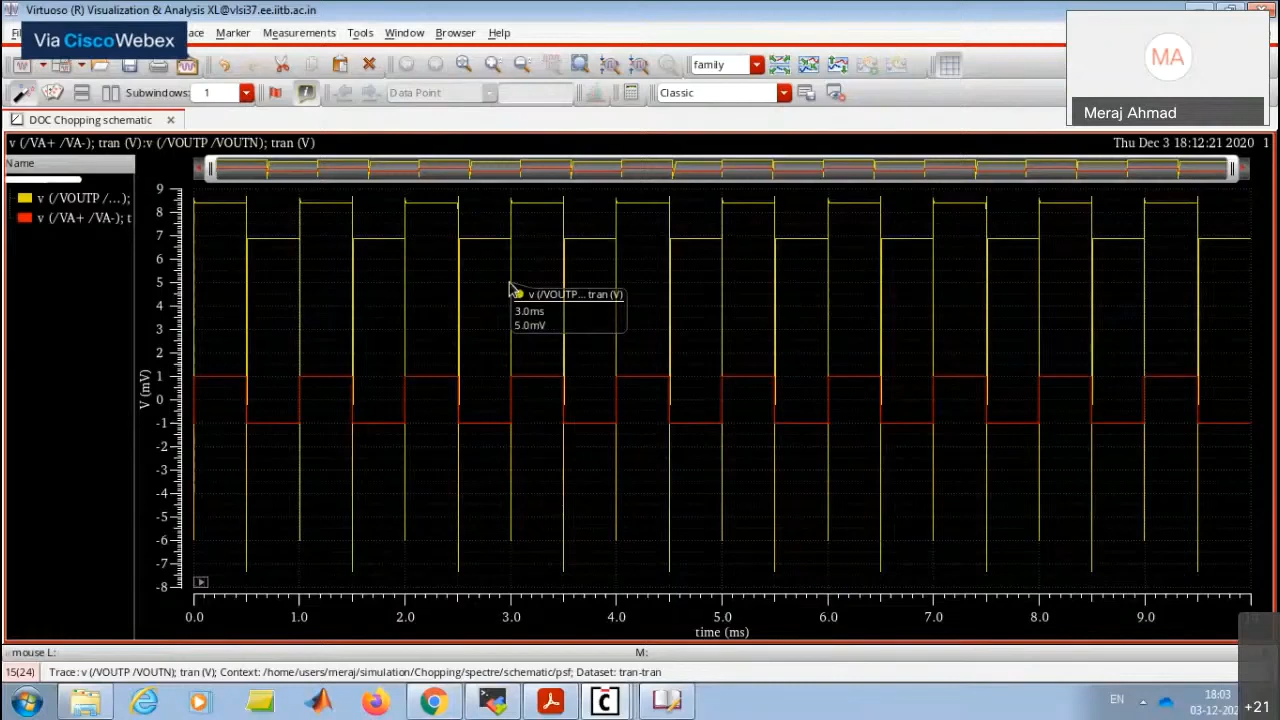 Virtuoso (R) Visualization & Analysis XL@vlsi37.ee.iitb.ac.in
Via CiscoWebex
Marker Measurements Tools Window Browser Help
family
Subwindows: 1
Data Point
Classic
MA
Meraj Ahmad
DOC Chopping schematic
v (/VA+ /VA-); tran (V):v (/VOUTP /VOUTN); tran (V)
Thu Dec 3 18:12:21 2020 1
Name
v (/VOUTP /...);
v (/VA+ /VA-); t
V (mV)
9
8
7
6
5
4
3
2
1
0
-1
-2
-3
-4
-5
-6
-7
-8
v (/VOUTP... tran (V)
3.0ms
5.0mV
0.0 1.0 2.0 3.0 4.0 5.0 6.0 7.0 8.0 9.0
time (ms)
mouse L:
M:
15(24)
Trace: v (/VOUTP /VOUTN); tran (V); Context: /home/users/meraj/simulation/Chopping/spectre/schematic/psf; Dataset: tran-tran
EN
18:03
03-12-202
+21